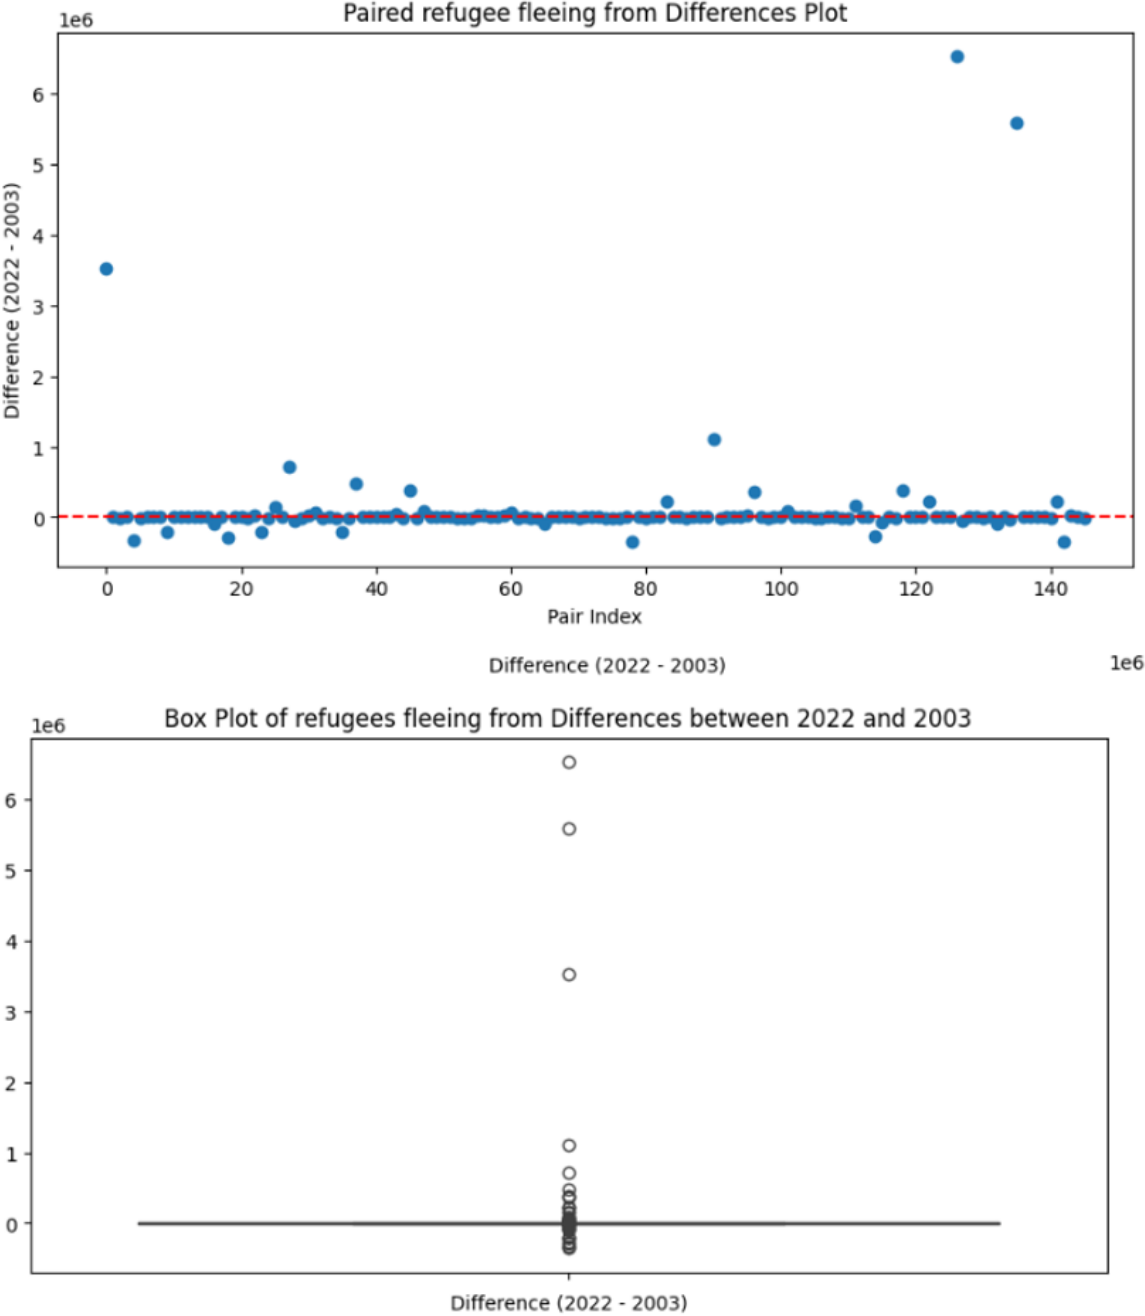 Paired refugee fleeing from Differences Plot
1e6
6
5
4
3
2
1
0
Difference (2022 - 2003)
0 20 40 60 80 100 120 140
Pair Index
Difference (2022 - 2003) 1e6
Box Plot of refugees fleeing from Differences between 2022 and 2003
1e6
6
5
4
3
2
1
0
Difference (2022 - 2003)